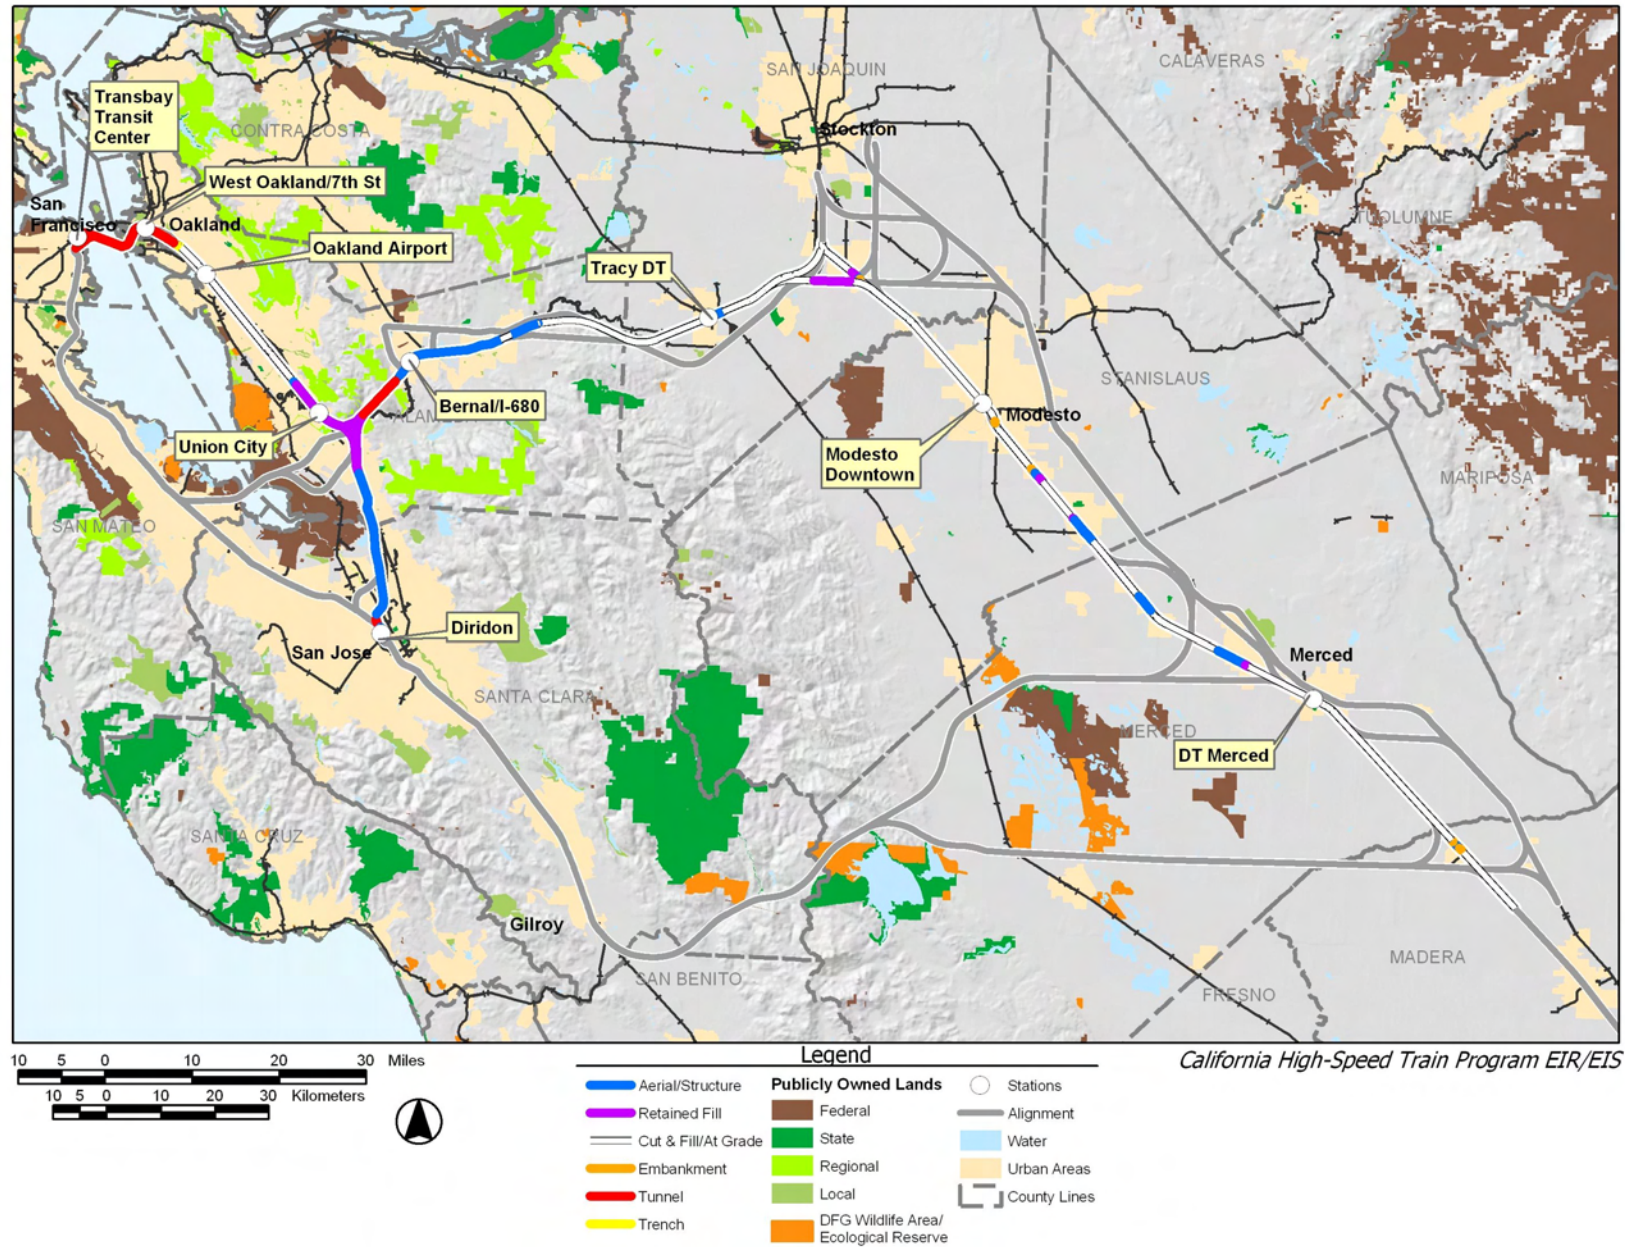 SAN JOAQUIN
CALAVERAS
Transbay
Transit
Center
CONTRA COSTA
Stockton
West Oakland/7th St
San
Francisco
Oakland
TUOLUMNE
Oakland Airport
Tracy DT
STANISLAUS
Bernal/I-680
ALAMEDA
Modesto
Union City
Modesto
Downtown
MARIPOSA
SAN MATEO
Diridon
San Jose
Merced
SANTA CLARA
MERCED
DT Merced
SANTA CRUZ
Gilroy
SAN BENITO
MADERA
FRESNO
10 5 0 10 20 30 Miles
10 5 0 10 20 30 Kilometers
California High-Speed Train Program EIR/EIS
Legend
Aerial/Structure
Retained Fill
Cut & Fill/At Grade
Embankment
Tunnel
Trench
Publicly Owned Lands
Federal
State
Regional
Local
DFG Wildlife Area/
Ecological Reserve
Stations
Alignment
Water
Urban Areas
County Lines